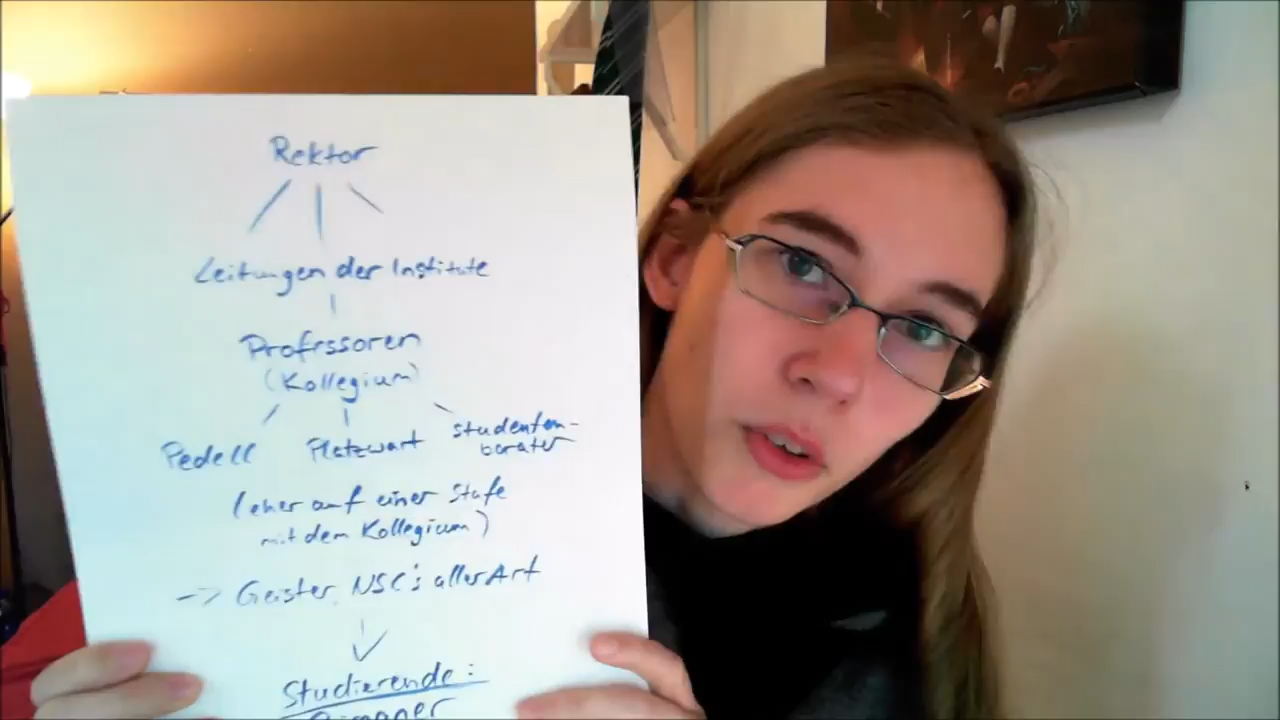 Rektor
Leitungen der Institute
Profrssoren
(Kollegium)
Pedell Platzwart studenten-
berater
(eher auf einer Stufe
mit dem Kollegium)
-> Geister, NSC's aller Art
Studierende: